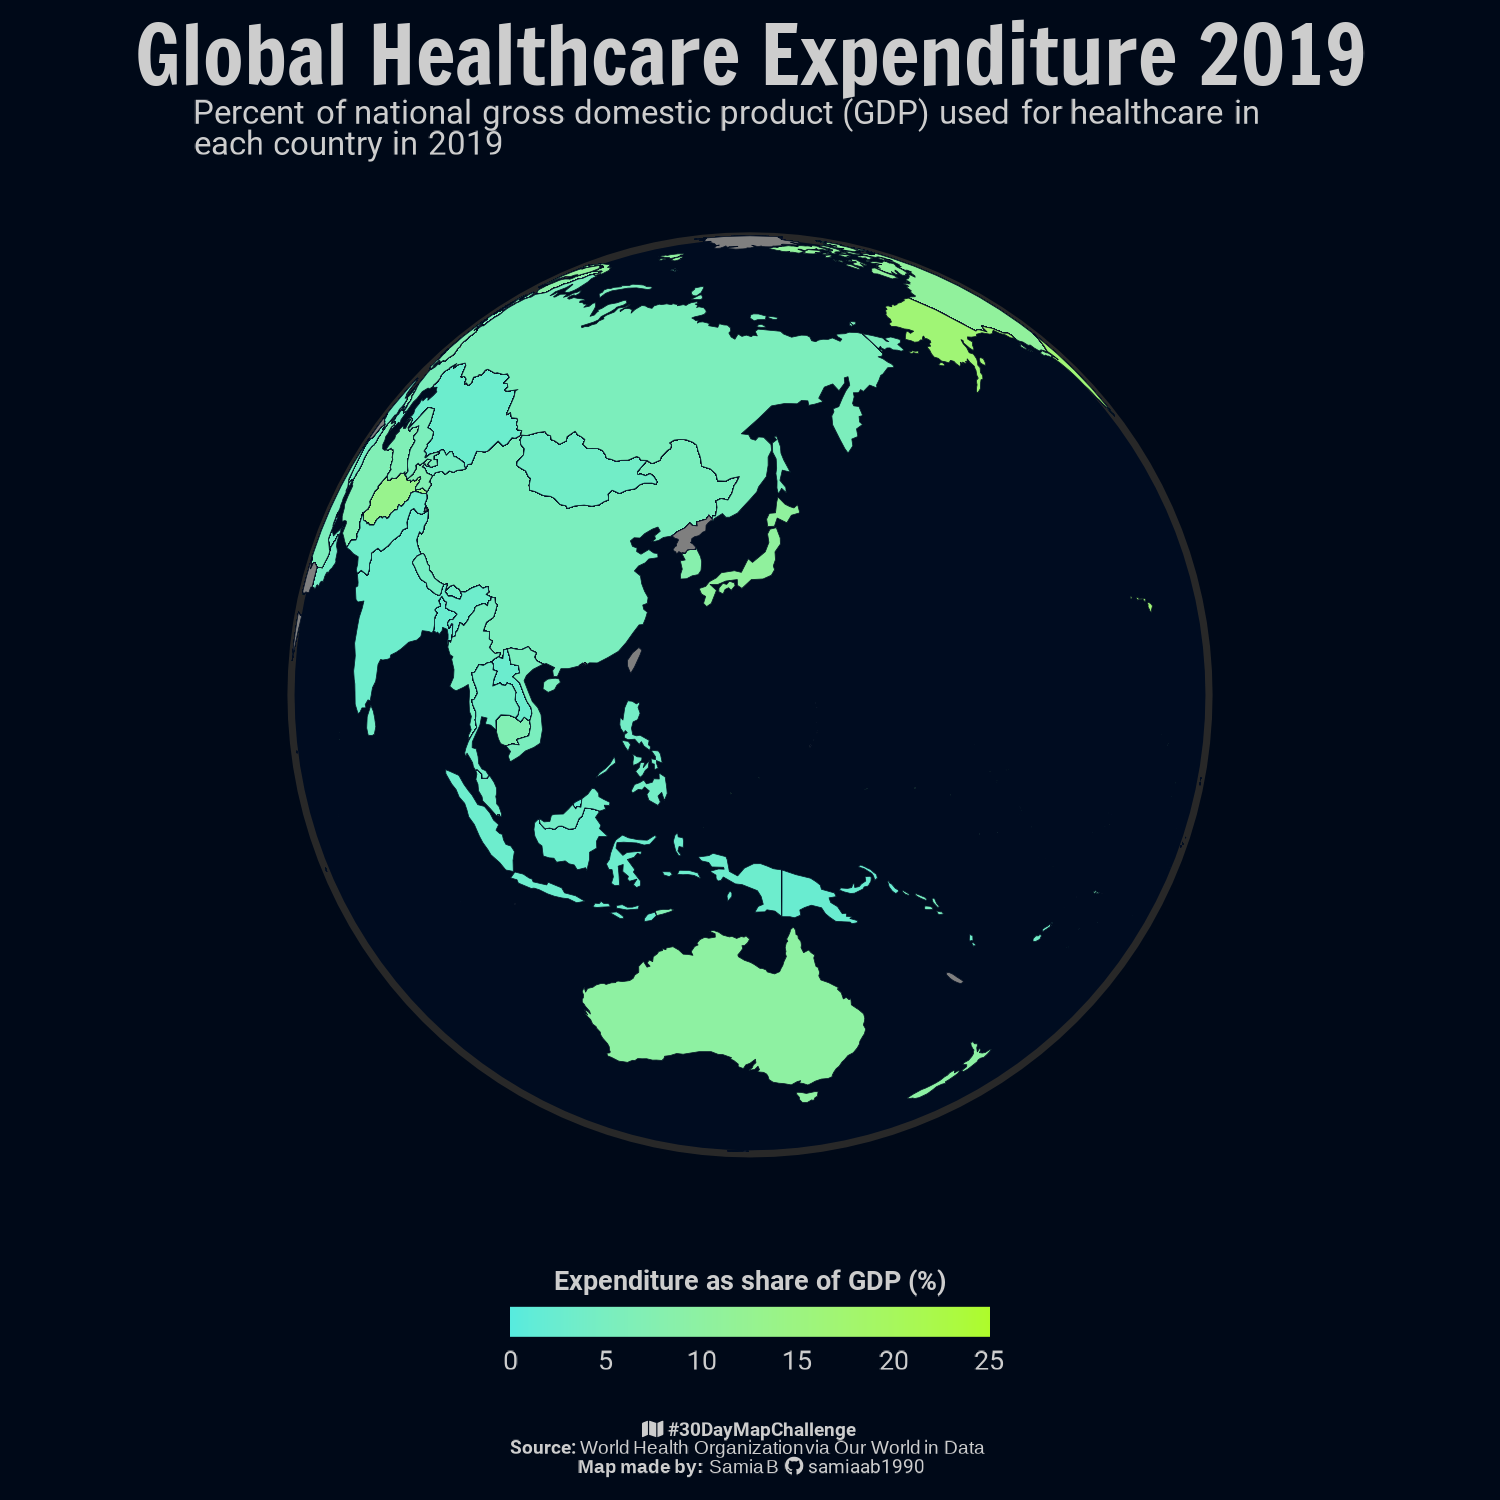 Global Healthcare Expenditure 2019
Percent of national gross domestic product (GDP) used for healthcare in
each country in 2019
Expenditure as share of GDP (%)
0 5 10 15 20 25
#30DayMapChallenge
Source: World Health Organization via Our World in Data
Map made by: Samia B samiaab1990